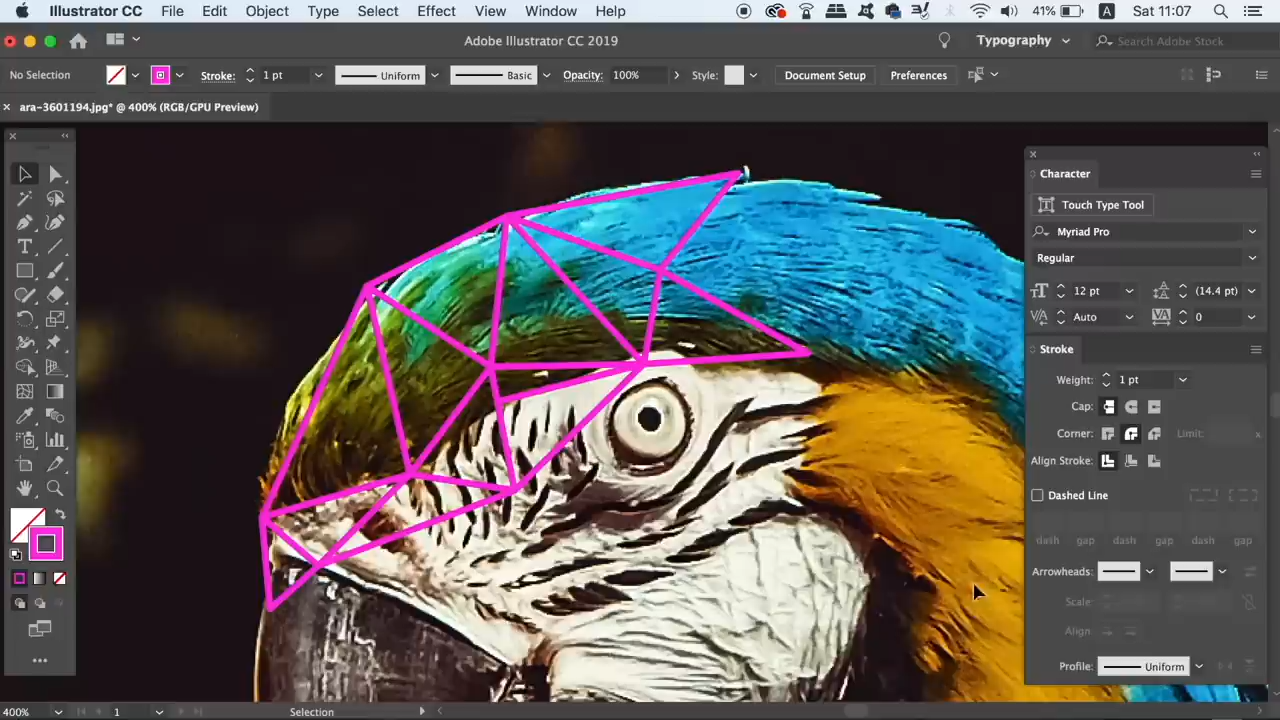 Illustrator CC File Edit Object Type Select Effect View Window Help 41% A Sat 11:07
Adobe Illustrator CC 2019 Typography Search Adobe Stock
No Selection Stroke: 1 pt Uniform Basic Opacity: 100% Style: Document Setup Preferences
ara-3601194.jpg* @ 400% (RGB/GPU Preview)
Character
Touch Type Tool
Myriad Pro
Regular
12 pt (14.4 pt)
Auto 0
Stroke
Weight: 1 pt
Cap:
Corner: Limit: x
Align Stroke:
Dashed Line
dash gap dash gap dash gap
Arrowheads:
Scale:
Align:
Profile: Uniform
400% 1 Selection